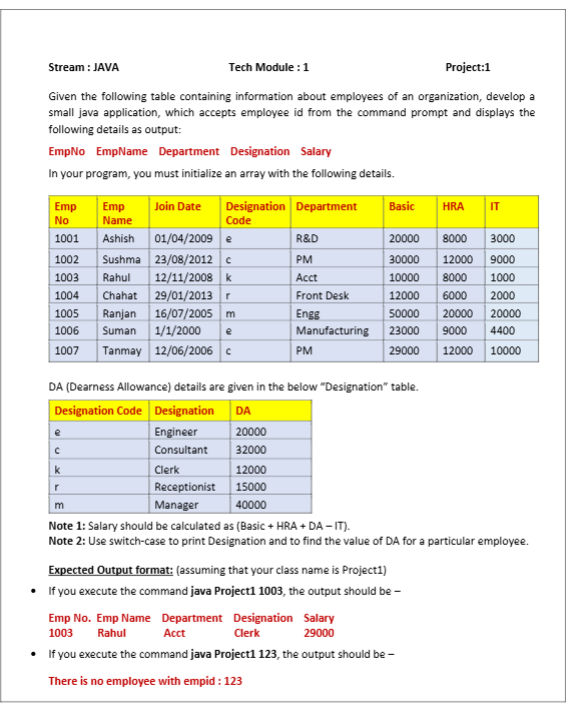 Stream : JAVA Tech Module : 1 Project:1
Given the following table containing information about employees of an organization, develop a
small java application, which accepts employee id from the command prompt and displays the
following details as output:
EmpNo EmpName Department Designation Salary
In your program, you must initialize an array with the following details.
Emp No Emp Name Join Date Designation Code Department Basic HRA IT
1001 Ashish 01/04/2009 e R&D 20000 8000 3000
1002 Sushma 23/08/2012 c PM 30000 12000 9000
1003 Rahul 12/11/2008 k Acct 10000 8000 1000
1004 Chahat 29/01/2013 r Front Desk 12000 6000 2000
1005 Ranjan 16/07/2005 m Engg 50000 20000 20000
1006 Suman 1/1/2000 e Manufacturing 23000 9000 4400
1007 Tanmay 12/06/2006 c PM 29000 12000 10000
DA (Dearness Allowance) details are given in the below “Designation” table.
Designation Code Designation DA
e Engineer 20000
c Consultant 32000
k Clerk 12000
r Receptionist 15000
m Manager 40000
Note 1: Salary should be calculated as (Basic + HRA + DA – IT).
Note 2: Use switch-case to print Designation and to find the value of DA for a particular employee.
Expected Output format: (assuming that your class name is Project1)
• If you execute the command java Project1 1003, the output should be –
Emp No. Emp Name Department Designation Salary
1003 Rahul Acct Clerk 29000
• If you execute the command java Project1 123, the output should be –
There is no employee with empid : 123